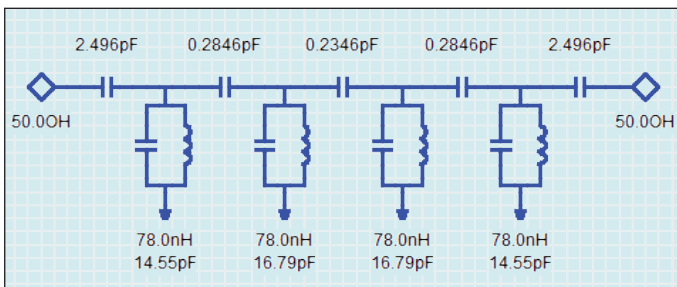 2.496pF 0.2846pF 0.2346pF 0.2846pF 2.496pF
50.0OH 50.0OH
78.0nH 78.0nH 78.0nH 78.0nH
14.55pF 16.79pF 16.79pF 14.55pF